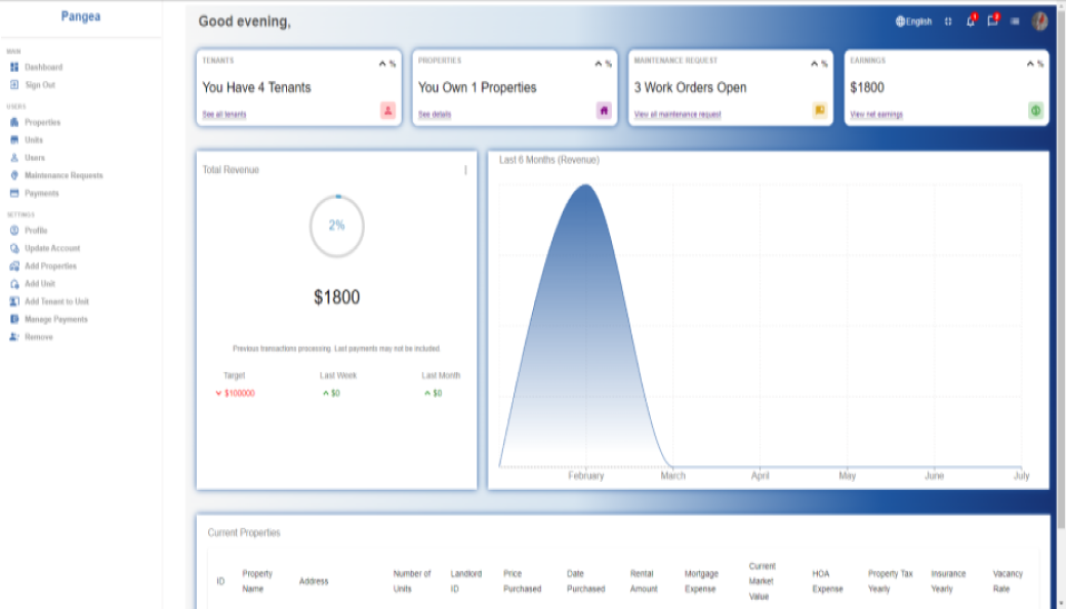 Pangea
Good evening,
English
MAIN
Dashboard
Sign Out
USERS
Properties
Units
Users
Maintenance Requests
Payments
SETTINGS
Profile
Update Account
Add Properties
Add Unit
Add Tenant to Unit
Manage Payments
Remove
TENANTS
%
You Have 4 Tenants
See all tenants
PROPERTIES
%
You Own 1 Properties
See details
MAINTENANCE REQUEST
%
3 Work Orders Open
View all maintenance request
EARNINGS
%
$1800
View net earnings
Total Revenue
2%
$1800
Previous transactions processing. Last payments may not be included.
Target Last Week Last Month
$100000 $0 $0
Last 6 Months (Revenue)
February March April May June July
Current Properties
ID
Property
Name
Address
Number of
Units
Landlord
ID
Price
Purchased
Date
Purchased
Rental
Amount
Mortgage
Expense
Current
Market
Value
HOA
Expense
Property Tax
Yearly
Insurance
Yearly
Vacancy
Rate